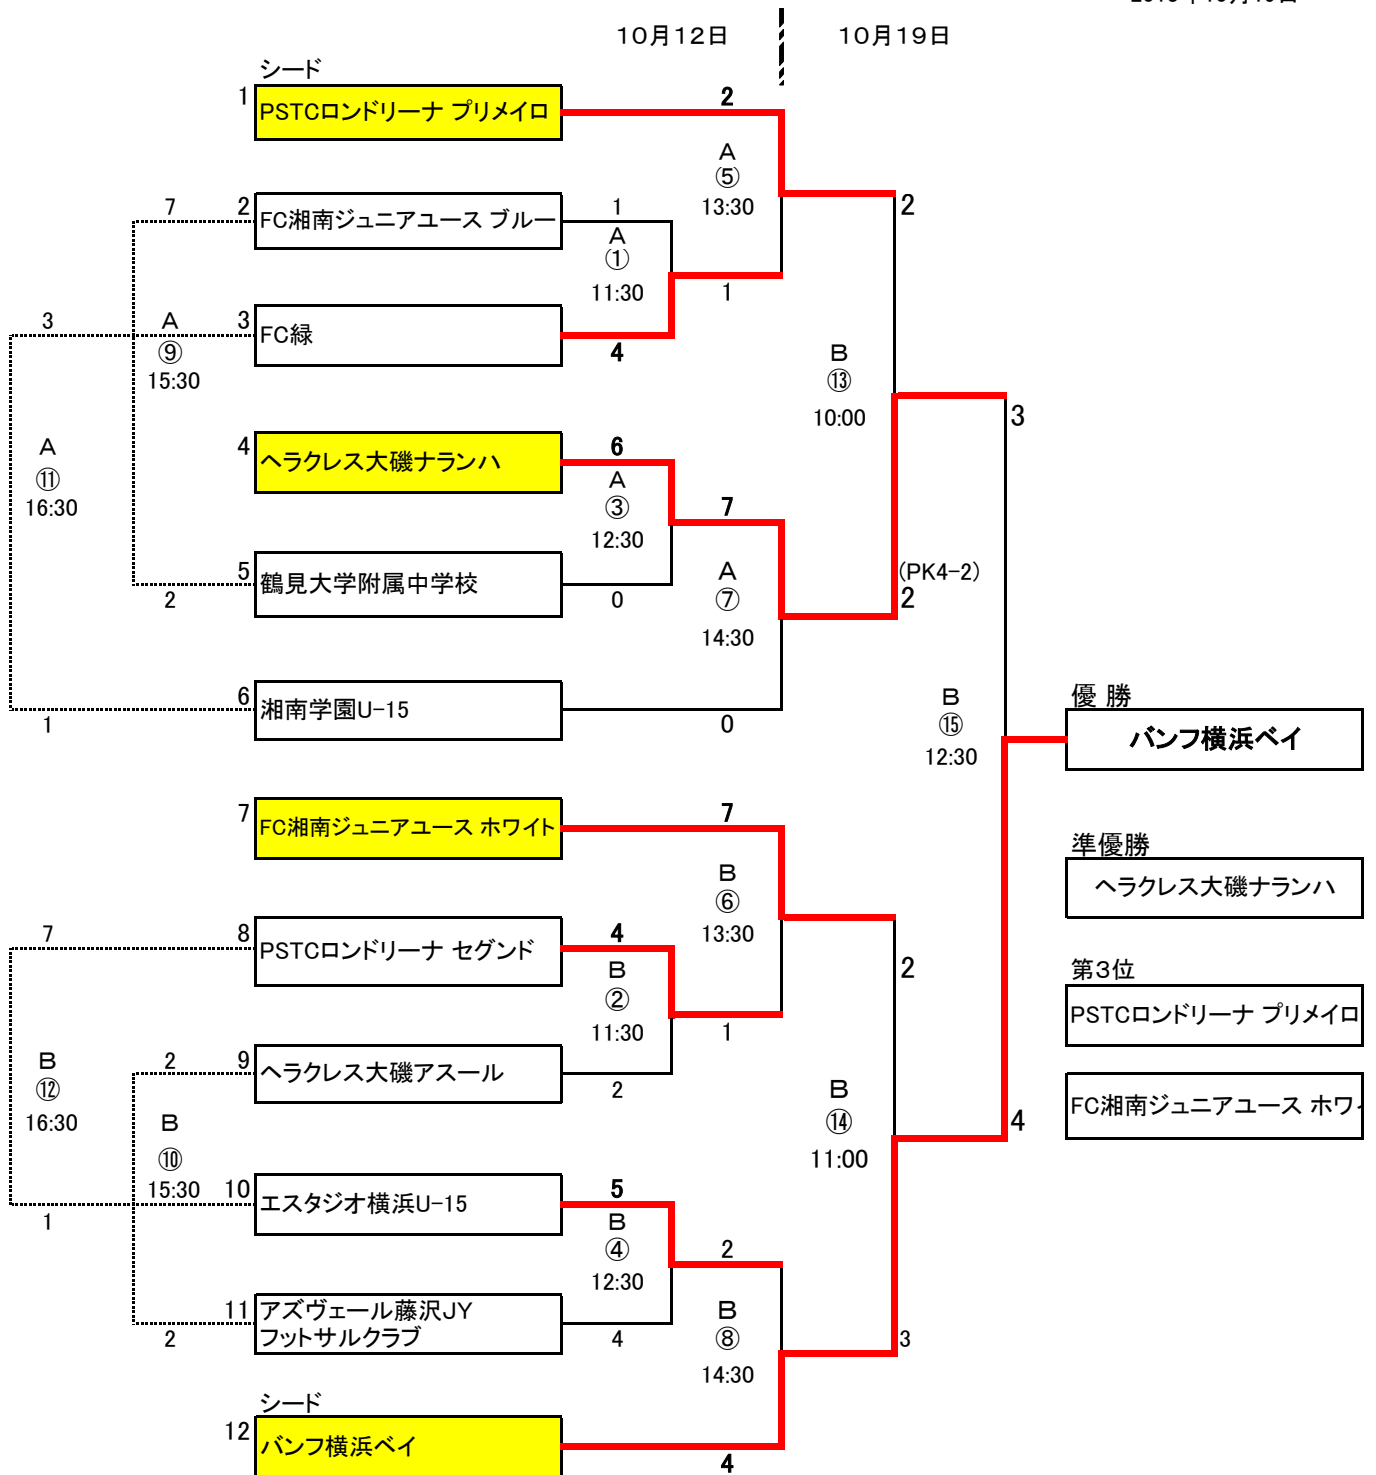 10月12日
10月19日
シード
1
PSTCロンドリーナ プリメイロ
2
A
⑤
13:30
2
7
2
FC湘南ジュニアユース ブルー
1
A
①
11:30
1
3
3
FC緑
4
A
⑨
15:30
B
⑬
10:00
3
4
ヘラクレス大磯ナランハ
6
A
③
12:30
7
A
⑪
16:30
5
鶴見大学附属中学校
2
0
A
⑦
14:30
(PK4-2)
2
6
湘南学園U-15
1
0
B
⑮
12:30
優 勝
バンフ横浜ベイ
7
FC湘南ジュニアユース ホワイト
7
B
⑥
13:30
2
準優勝
ヘラクレス大磯ナランハ
7
8
PSTCロンドリーナ セグンド
4
B
②
11:30
1
第3位
PSTCロンドリーナ プリメイロ
B
⑫
16:30
2
9
ヘラクレス大磯アスール
2
B
⑭
11:00
4
FC湘南ジュニアユース ホワ
B
⑩
15:30
10
エスタジオ横浜U-15
5
1
B
④
12:30
2
11
アズヴェール藤沢JY
フットサルクラブ
2
4
B
⑧
14:30
3
シード
12
バンフ横浜ベイ
4